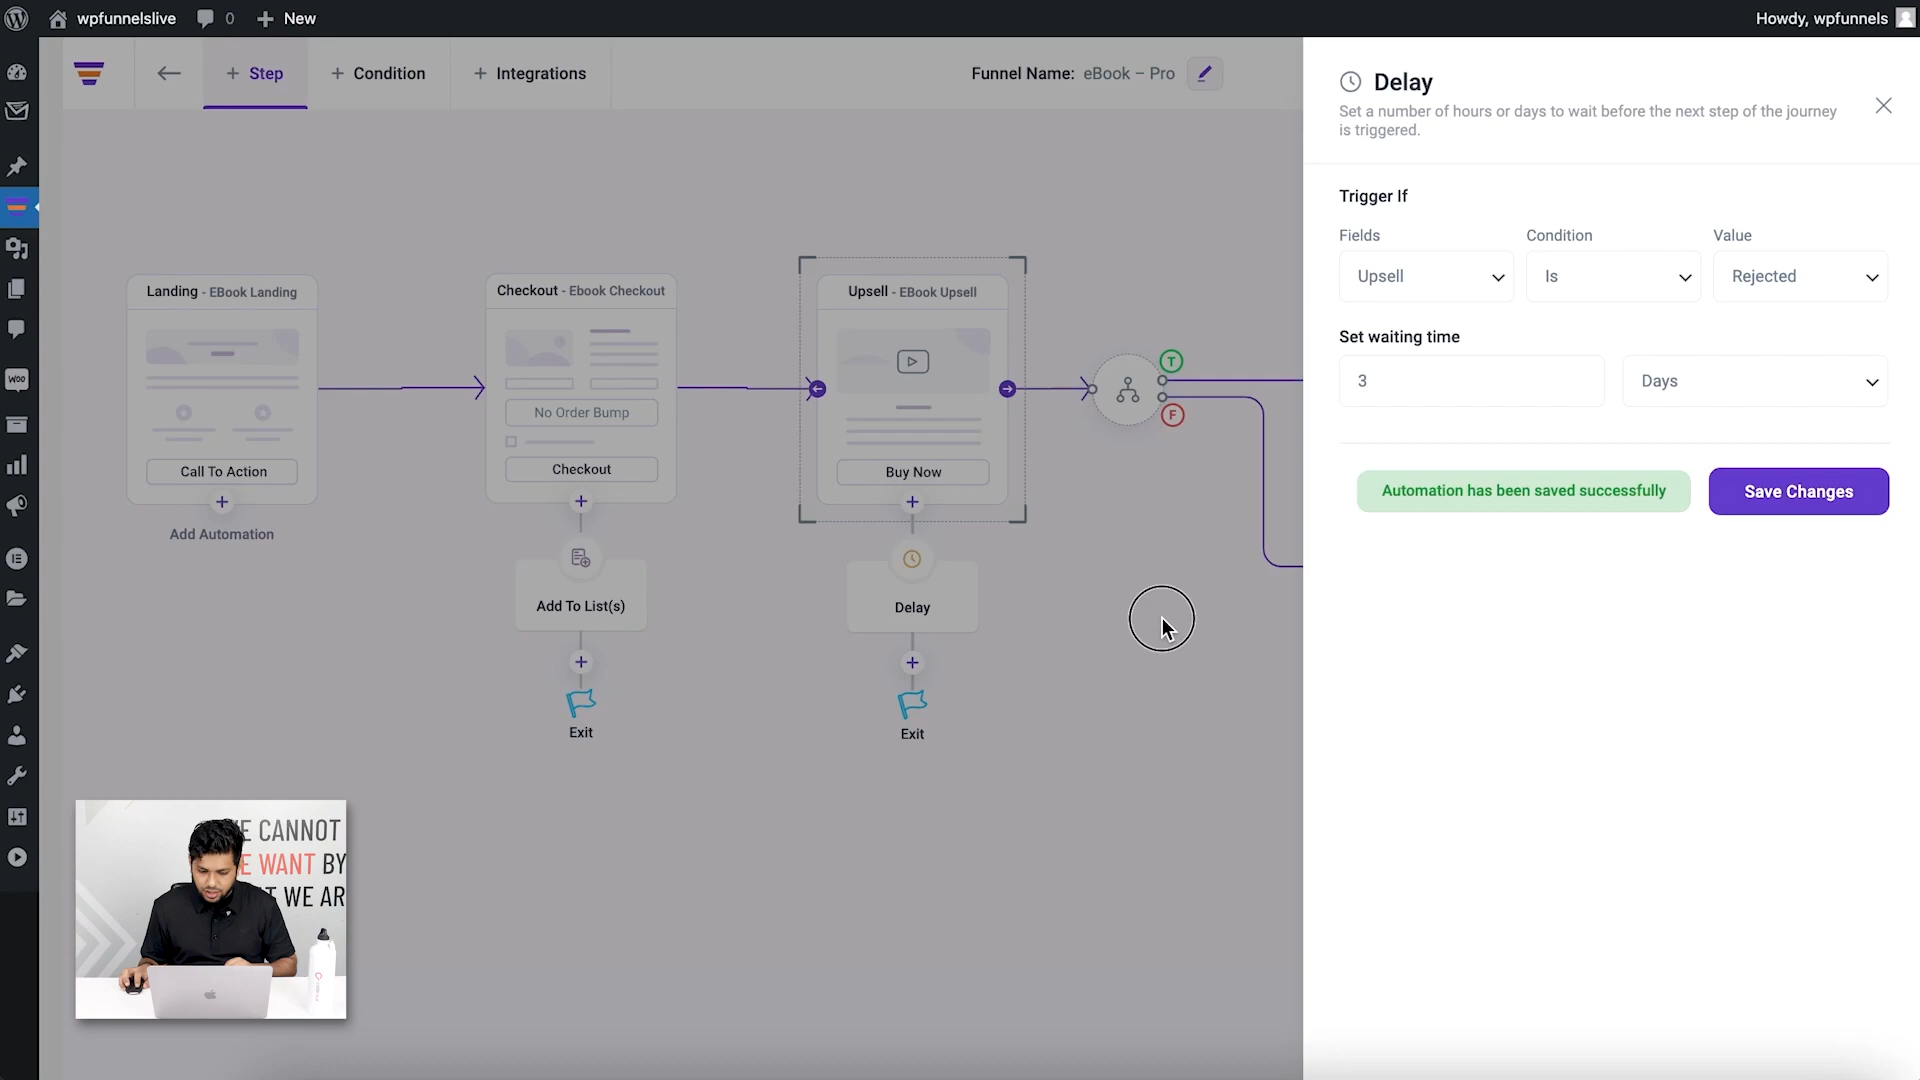 wpfunnelslive
0
New
Howdy, wpfunnels
Step
Condition
Integrations
Funnel Name: eBook – Pro
Delay
Set a number of hours or days to wait before the next step of the journey
is triggered.
Trigger If
Fields
Condition
Value
Upsell
Is
Rejected
Set waiting time
3
Days
Automation has been saved successfully
Save Changes
Landing - EBook Landing
Call To Action
Add Automation
Checkout - Ebook Checkout
No Order Bump
Checkout
Add To List(s)
Exit
Upsell - EBook Upsell
Buy Now
Delay
Exit
T
F
WOO
E CANNOT
E WANT BY
T WE AR